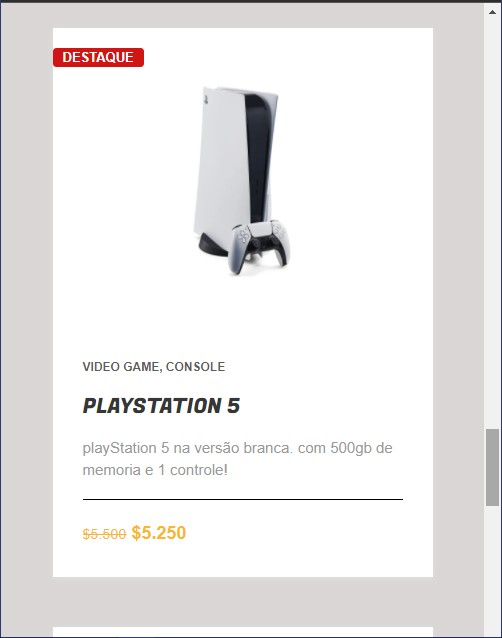 DESTAQUE
VIDEO GAME, CONSOLE
PLAYSTATION 5
playStation 5 na versão branca. com 500gb de
memoria e 1 controle!
$5.500 $5.250